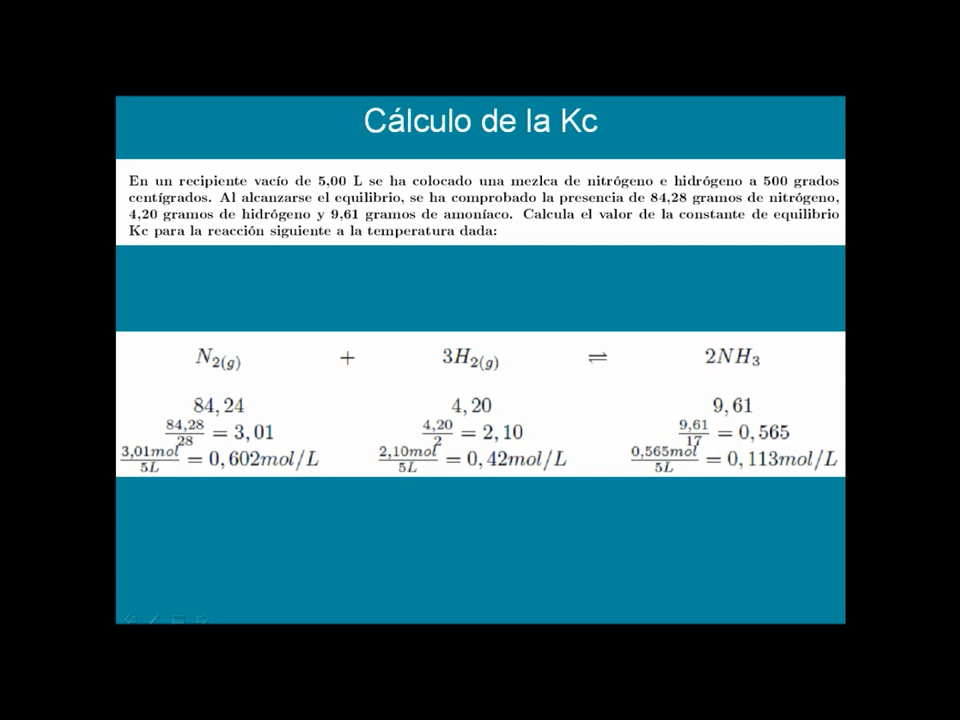 Cálculo de la Kc
En un recipiente vacío de 5,00 L se ha colocado una mezlca de nitrógeno e hidrógeno a 500 grados
centígrados. Al alcanzarse el equilibrio, se ha comprobado la presencia de 84,28 gramos de nitrógeno,
4,20 gramos de hidrógeno y 9,61 gramos de amoníaco. Calcula el valor de la constante de equilibrio
Kc para la reacción siguiente a la temperatura dada:
N2(g) + 3H2(g) ⇌ 2NH3
84,24 4,20 9,61
84,28/28 = 3,01 4,20/2 = 2,10 9,61/17 = 0,565
3,01mol/5L = 0,602mol/L 2,10mol/5L = 0,42mol/L 0,565mol/5L = 0,113mol/L